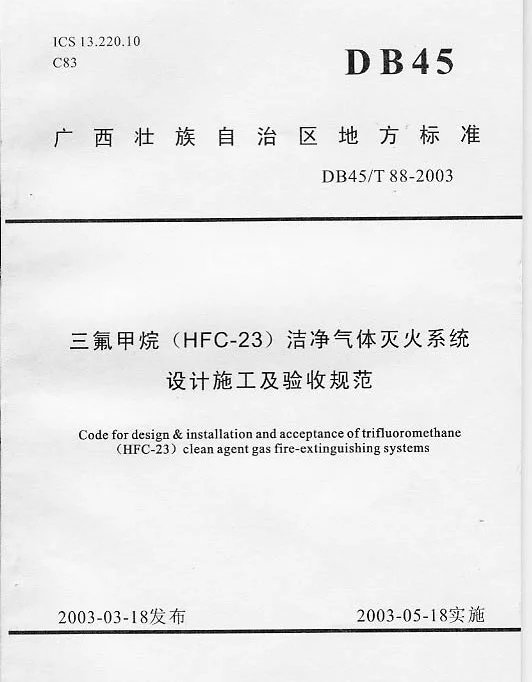 ICS 13.220.10
C83
DB45
广西壮族自治区地方标准
DB45/T 88-2003
三氟甲烷（HFC-23）洁净气体灭火系统
设计施工及验收规范
Code for design & installation and acceptance of trifluoromethane
（HFC-23）clean agent gas fire-extinguishing systems
2003-03-18发布
2003-05-18实施